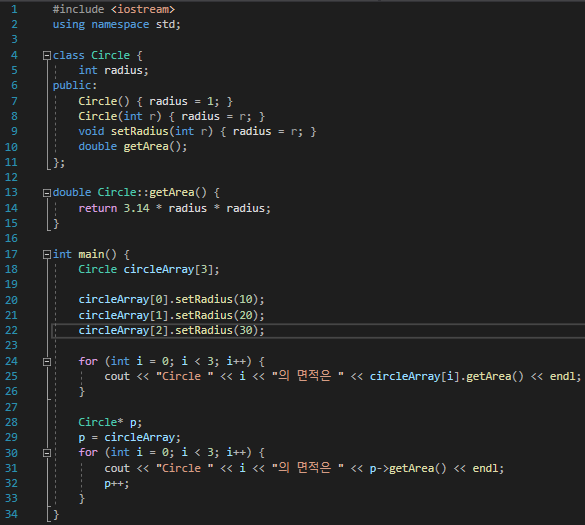 1 #include <iostream>
2 using namespace std;
3
4 class Circle {
5 int radius;
6 public:
7 Circle() { radius = 1; }
8 Circle(int r) { radius = r; }
9 void setRadius(int r) { radius = r; }
10 double getArea();
11 };
12
13 double Circle::getArea() {
14 return 3.14 * radius * radius;
15 }
16
17 int main() {
18 Circle circleArray[3];
19
20 circleArray[0].setRadius(10);
21 circleArray[1].setRadius(20);
22 circleArray[2].setRadius(30);
23
24 for (int i = 0; i < 3; i++) {
25 cout << "Circle " << i << "의 면적은 " << circleArray[i].getArea() << endl;
26 }
27
28 Circle* p;
29 p = circleArray;
30 for (int i = 0; i < 3; i++) {
31 cout << "Circle " << i << "의 면적은 " << p->getArea() << endl;
32 p++;
33 }
34 }